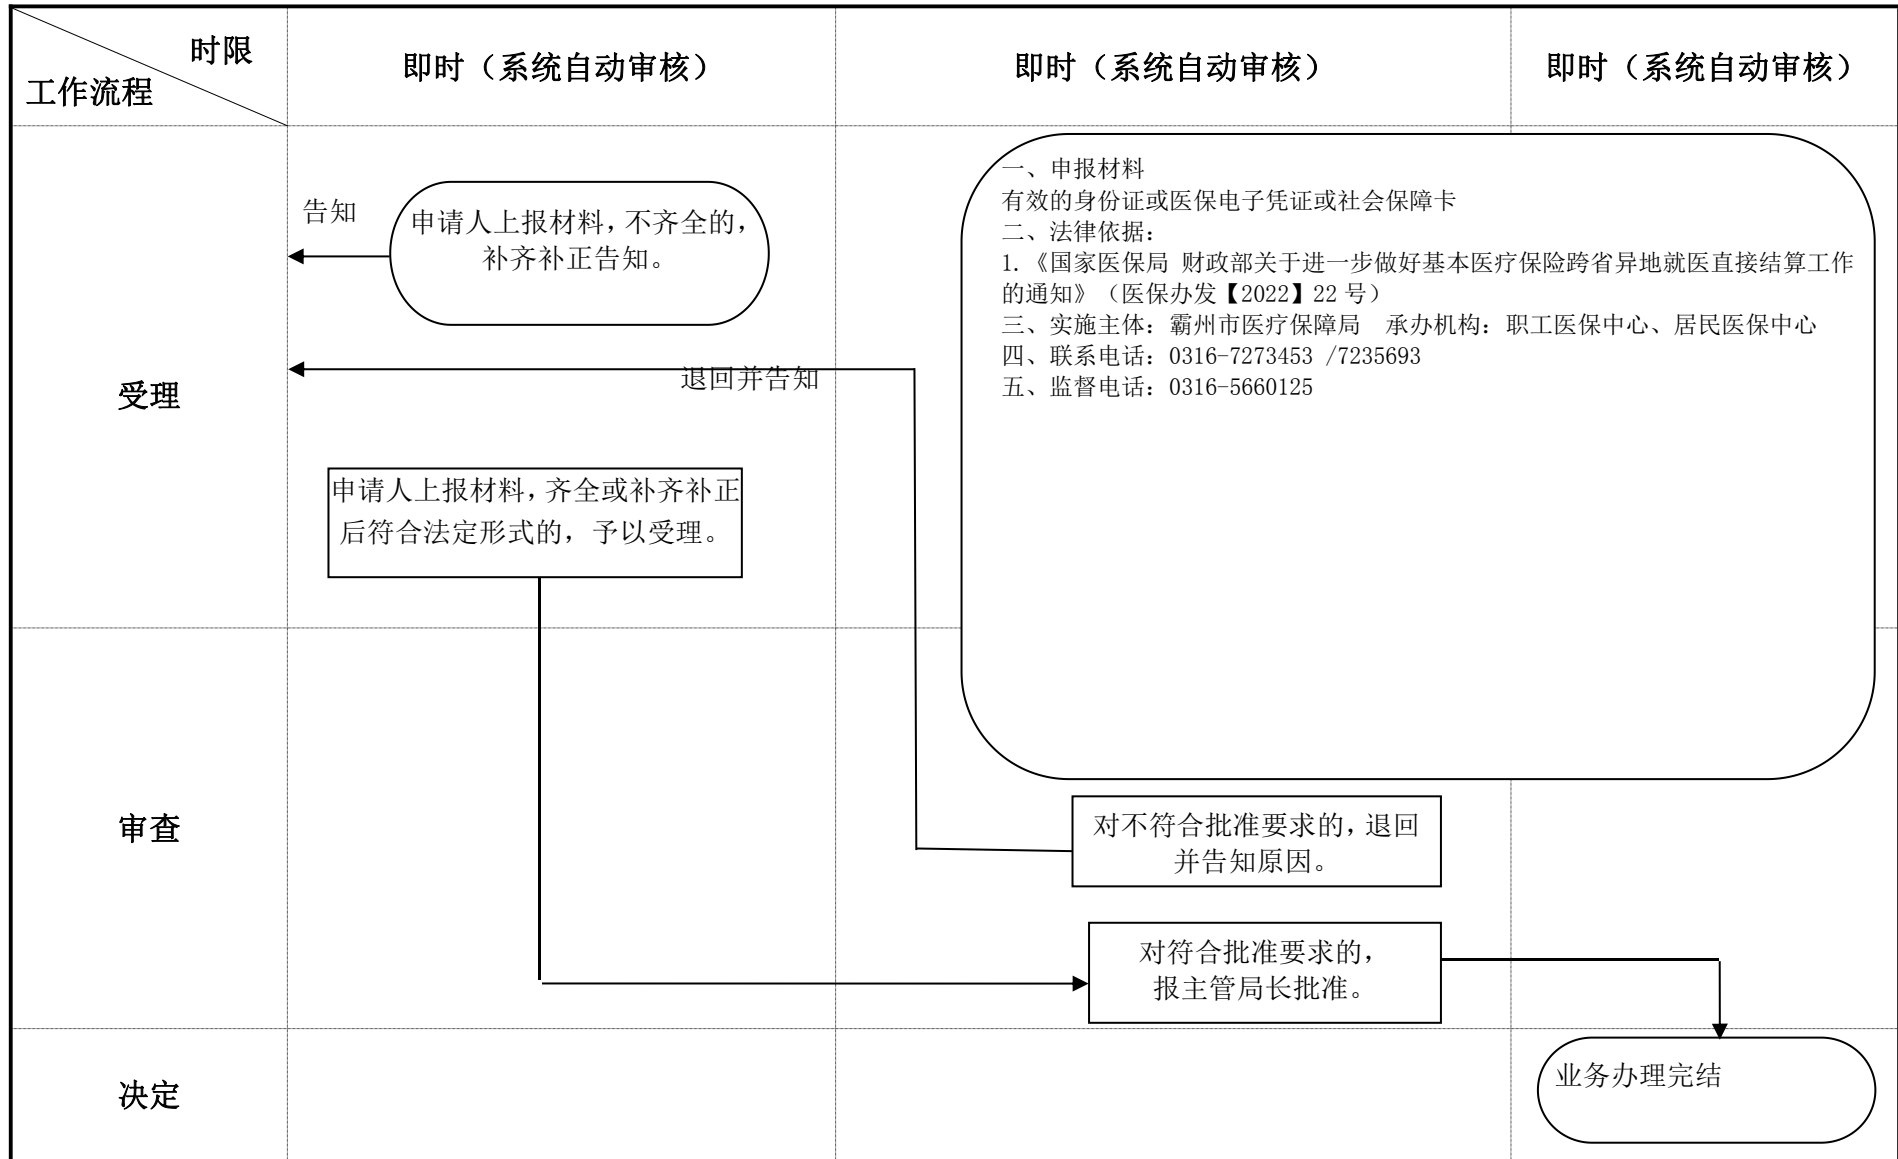 时限
工作流程
即时（系统自动审核）
即时（系统自动审核）
即时（系统自动审核）
受理
告知
申请人上报材料，不齐全的，
补齐补正告知。
退回并告知
申请人上报材料，齐全或补齐补正
后符合法定形式的，予以受理。
一、申报材料
有效的身份证或医保电子凭证或社会保障卡
二、法律依据：
1.《国家医保局 财政部关于进一步做好基本医疗保险跨省异地就医直接结算工作
的通知》（医保办发【2022】22 号）
三、实施主体：霸州市医疗保障局　承办机构：职工医保中心、居民医保中心
四、联系电话：0316-7273453 /7235693
五、监督电话：0316-5660125
审查
对不符合批准要求的，退回
并告知原因。
对符合批准要求的，
报主管局长批准。
决定
业务办理完结